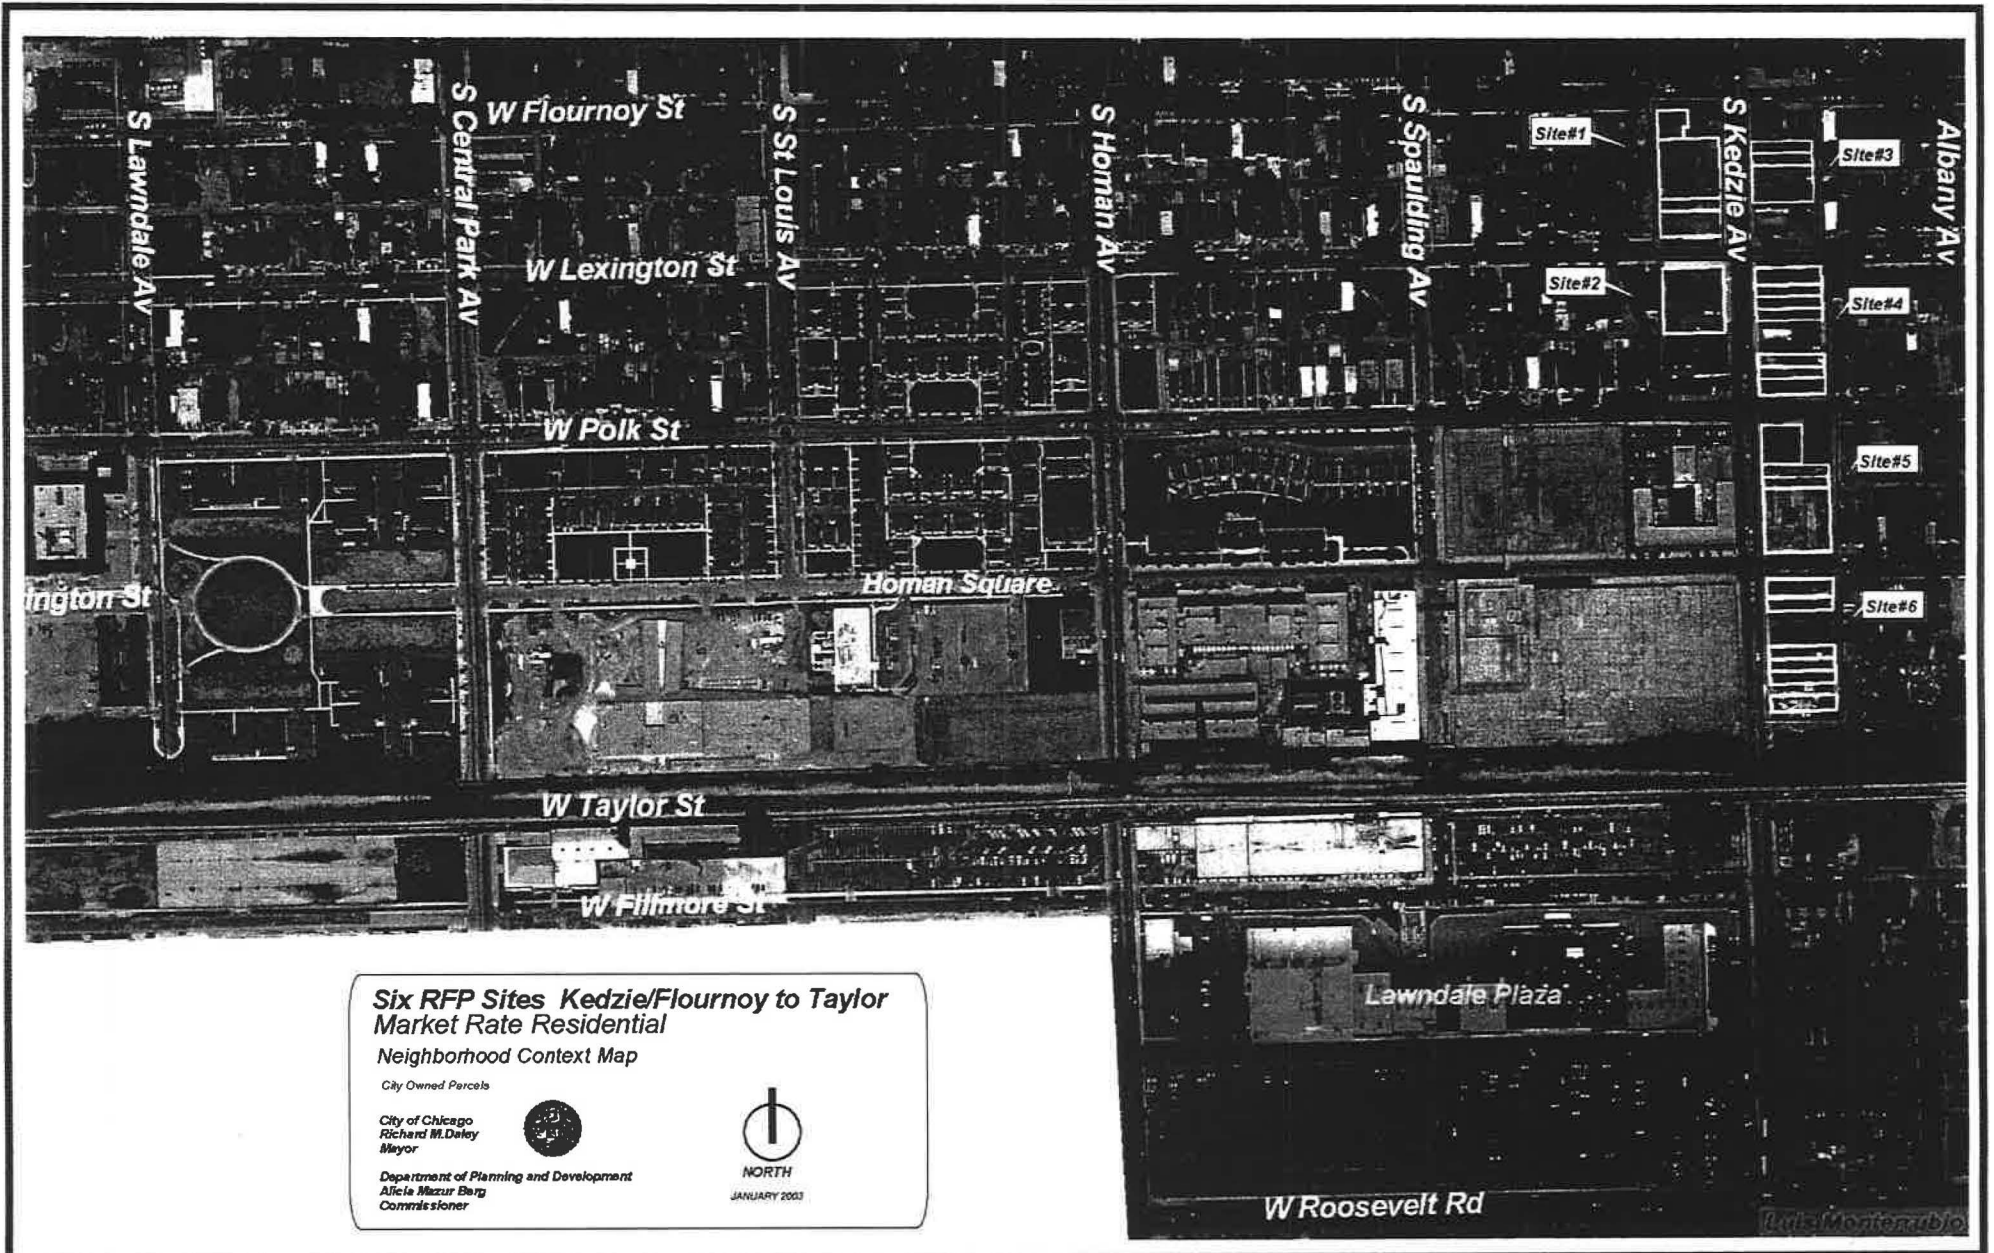 W Flournoy St
S Lawndale Av
S Central Park Av
S St Louis Av
S Homan Av
S Spaulding Av
Site#1
S Kedzie Av
Site#3
Albany Av
W Lexington St
Site#2
Site#4
W Polk St
Site#5
ington St
Homan Square
Site#6
W Taylor St
W Fillmore St
Lawndale Plaza
W Roosevelt Rd
Luis Monterrubio
Six RFP Sites Kedzie/Flournoy to Taylor
Market Rate Residential
Neighborhood Context Map
City Owned Parcels
City of Chicago
Richard M.Daley
Mayor
Department of Planning and Development
Alicia Mazur Berg
Commissioner
NORTH
JANUARY 2003